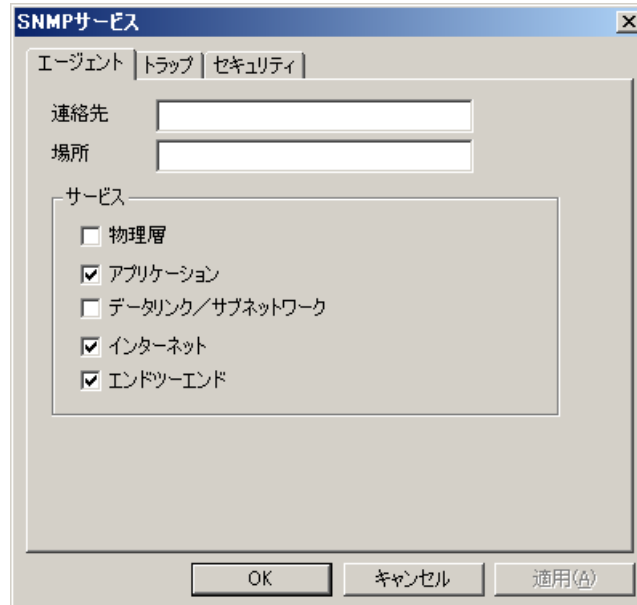 SNMPサービス
エージェント トラップ セキュリティ
連絡先
場所
サービス
物理層
アプリケーション
データリンク／サブネットワーク
インターネット
エンドツーエンド
OK キャンセル 適用(A)